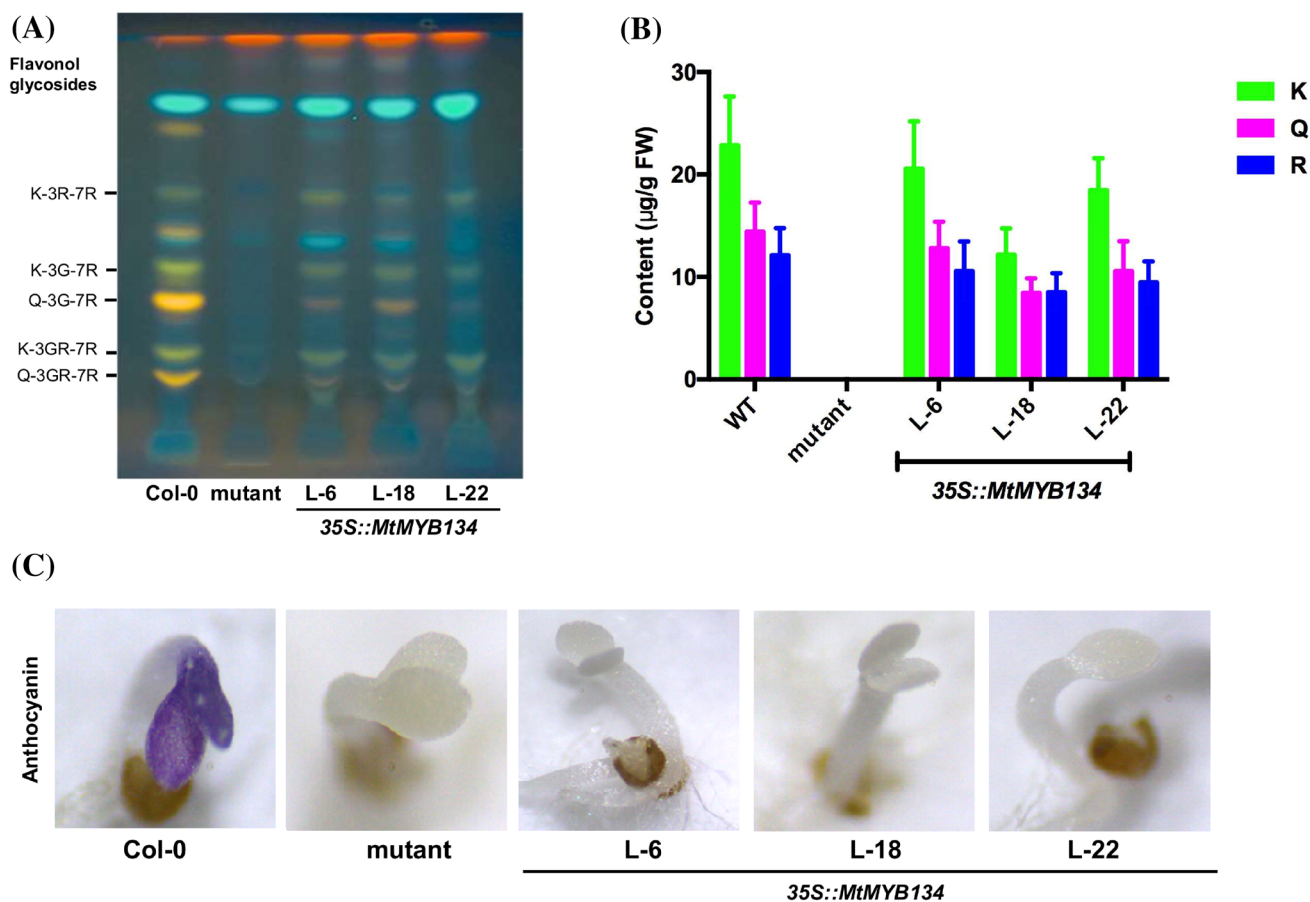 (A)
Flavonol
glycosides
K-3R-7R
K-3G-7R
Q-3G-7R
K-3GR-7R
Q-3GR-7R
Col-0 mutant L-6 L-18 L-22
35S::MtMYB134
(B)
Content (µg/g FW)
30
20
10
0
WT
mutant
L-6
L-18
L-22
35S::MtMYB134
K
Q
R
(C)
Anthocyanin
Col-0 mutant L-6 L-18 L-22
35S::MtMYB134